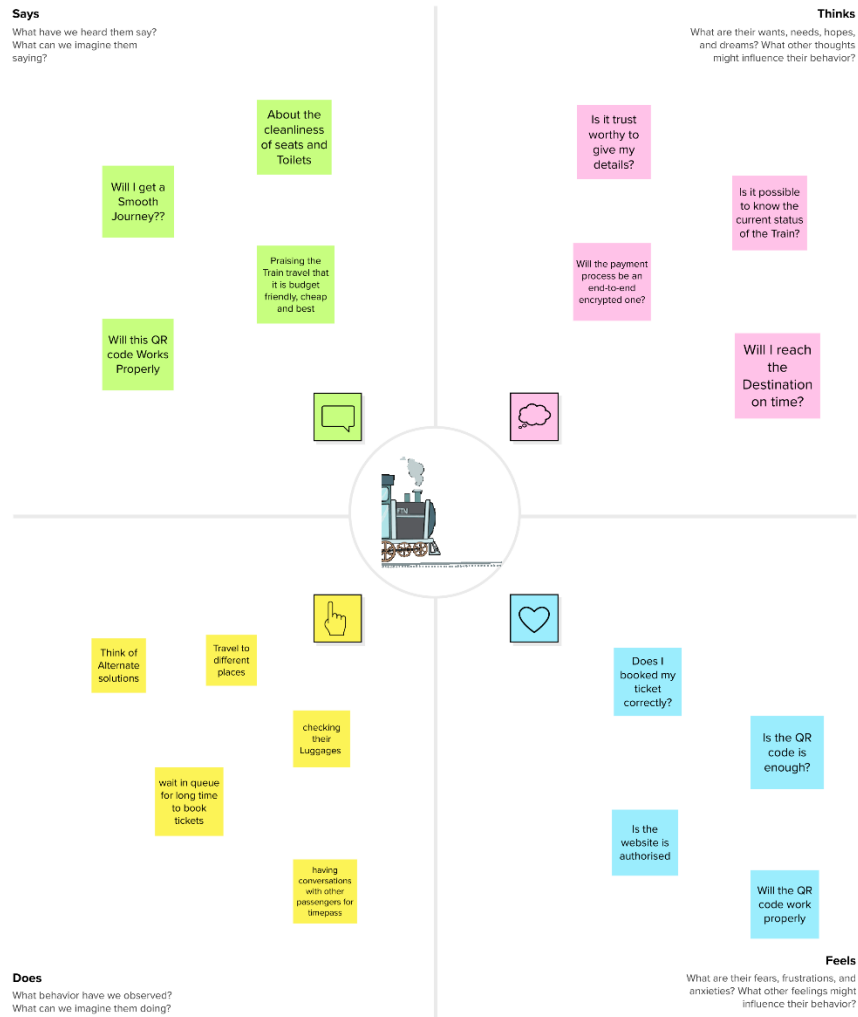 Says
What have we heard them say?
What can we imagine them
saying?
Thinks
What are their wants, needs, hopes,
and dreams? What other thoughts
might influence their behavior?
About the
cleanliness
of seats and
Toilets
Will I get a
Smooth
Journey??
Praising the
Train travel that
it is budget
friendly, cheap
and best
Will this QR
code Works
Properly
Is it trust
worthy to
give my
details?
Is it possible
to know the
current status
of the Train?
Will the payment
process be an
end-to-end
encrypted one?
Will I reach
the
Destination
on time?
Think of
Alternate
solutions
Travel to
different
places
checking
their
Luggages
wait in queue
for long time
to book
tickets
having
conversations
with other
passengers for
timepass
Does I
booked my
ticket
correctly?
Is the QR
code is
enough?
Is the
website is
authorised
Will the QR
code work
properly
Does
What behavior have we observed?
What can we imagine them doing?
Feels
What are their fears, frustrations, and
anxieties? What other feelings might
influence their behavior?